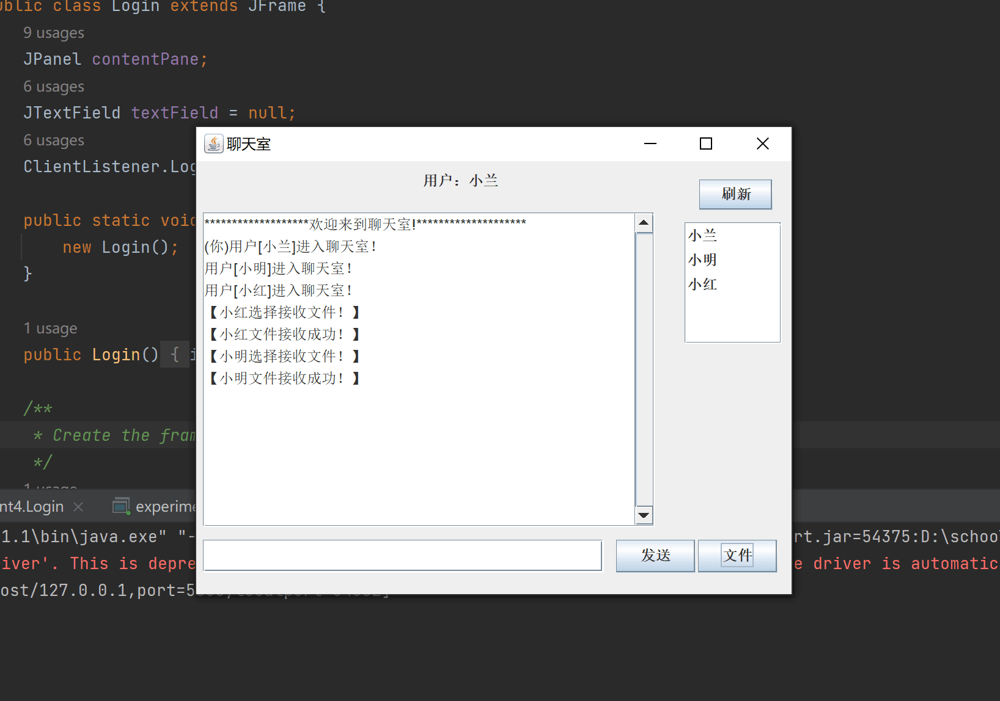 public class Login extends JFrame {
9 usages
JPanel contentPane;
6 usages
JTextField textField = null;
6 usages
ClientListener.Log
public static void
new Login();
}
1 usage
public Login() { i
/**
* Create the fram
*/
1 usage
聊天室
用户：小兰
刷新
*******************欢迎来到聊天室!********************
(你)用户[小兰]进入聊天室！
用户[小明]进入聊天室！
用户[小红]进入聊天室！
【小红选择接收文件！】
【小红文件接收成功！】
【小明选择接收文件！】
【小明文件接收成功！】
小兰
小明
小红
发送
文件
nt4.Login
experime
1.1\bin\java.exe" "-
rt.jar=54375:D:\school
iver'. This is depre
e driver is automatic
ost/127.0.0.1,port=5